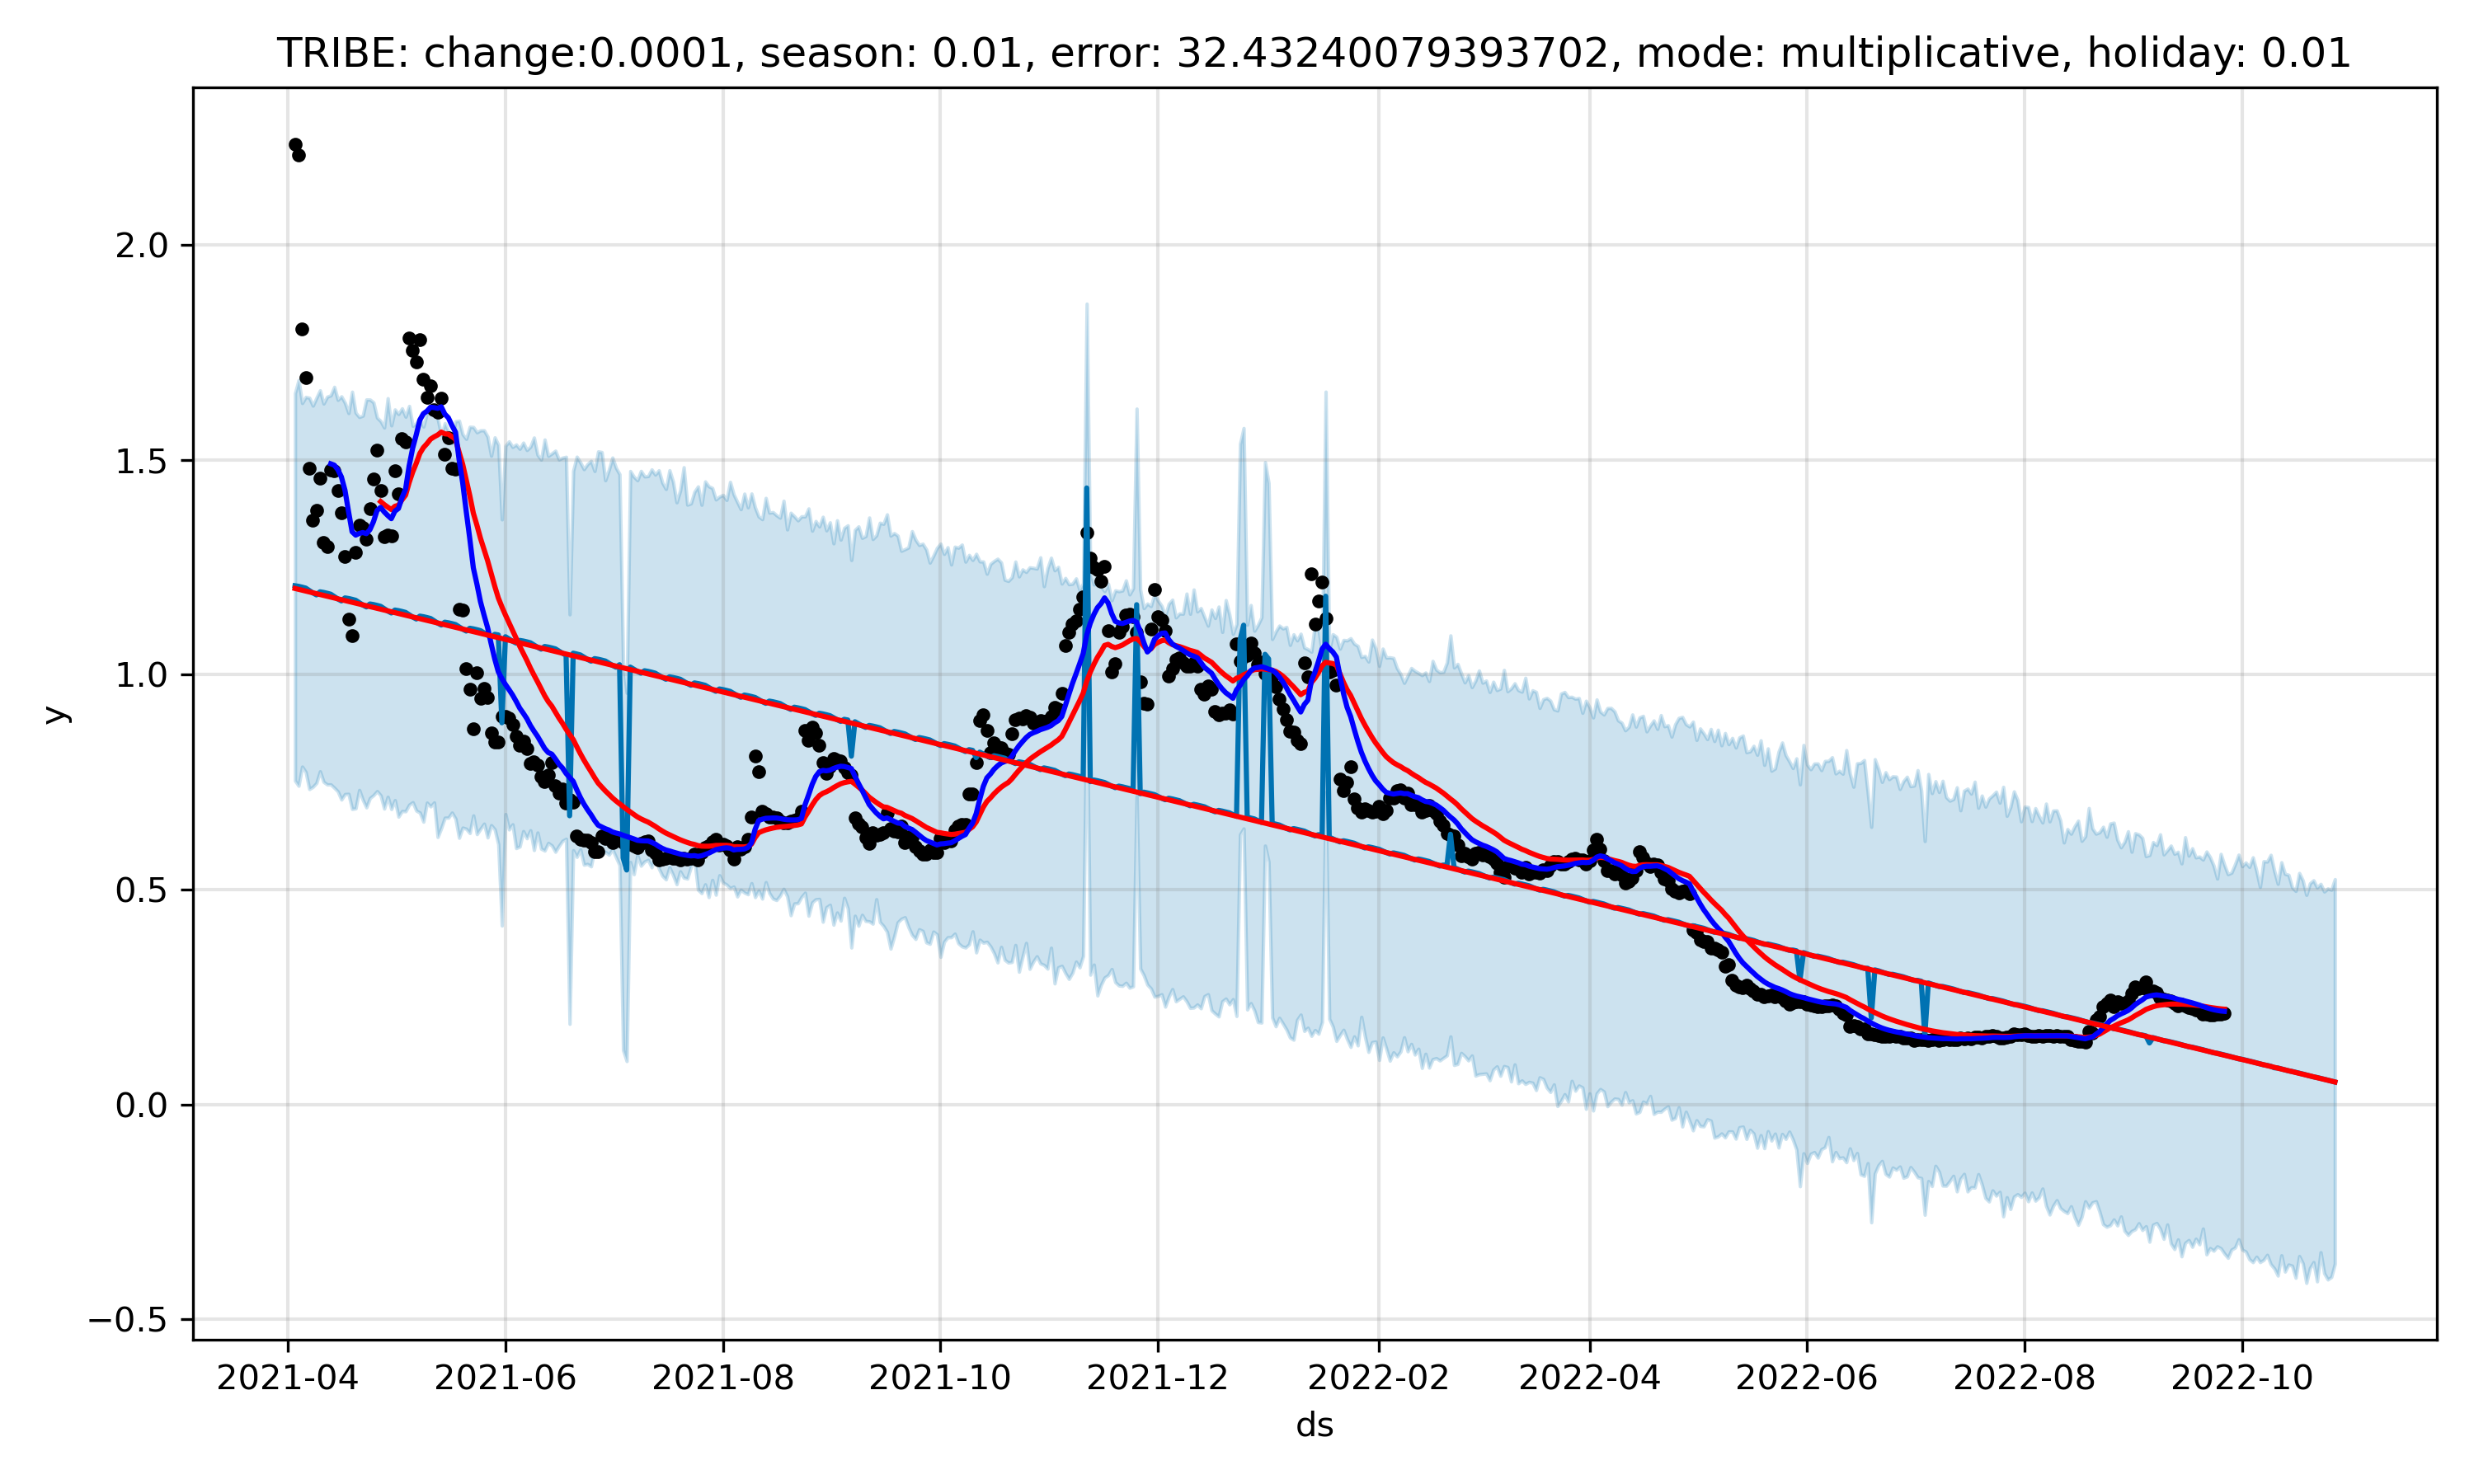 TRIBE: change:0.0001, season: 0.01, error: 32.43240079393702, mode: multiplicative, holiday: 0.01
2.0
1.5
1.0
0.5
0.0
−0.5
y
2021-04 2021-06 2021-08 2021-10 2021-12 2022-02 2022-04 2022-06 2022-08 2022-10
ds